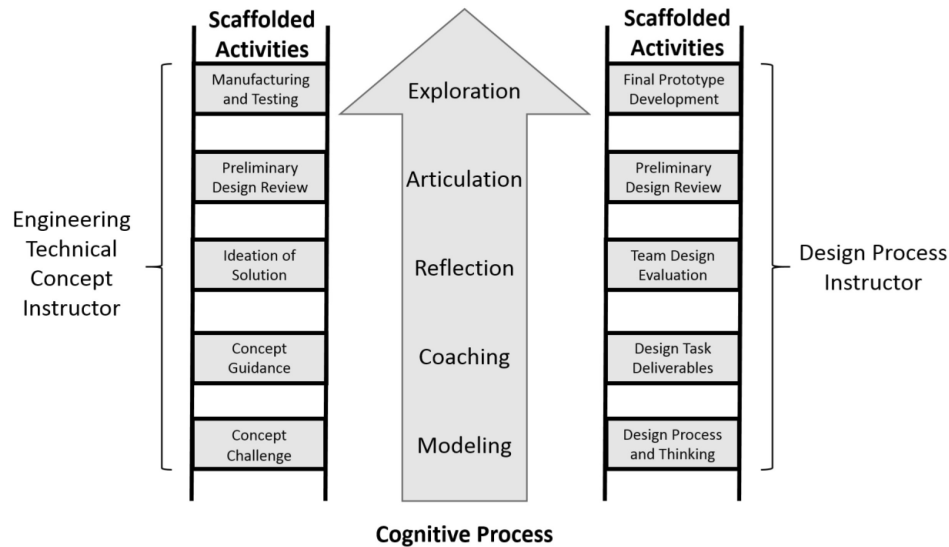 Scaffolded
Activities
Manufacturing
and Testing
Preliminary
Design Review
Ideation of
Solution
Concept
Guidance
Concept
Challenge
Engineering
Technical
Concept
Instructor
Exploration
Articulation
Reflection
Coaching
Modeling
Cognitive Process
Scaffolded
Activities
Final Prototype
Development
Preliminary
Design Review
Team Design
Evaluation
Design Task
Deliverables
Design Process
and Thinking
Design Process
Instructor